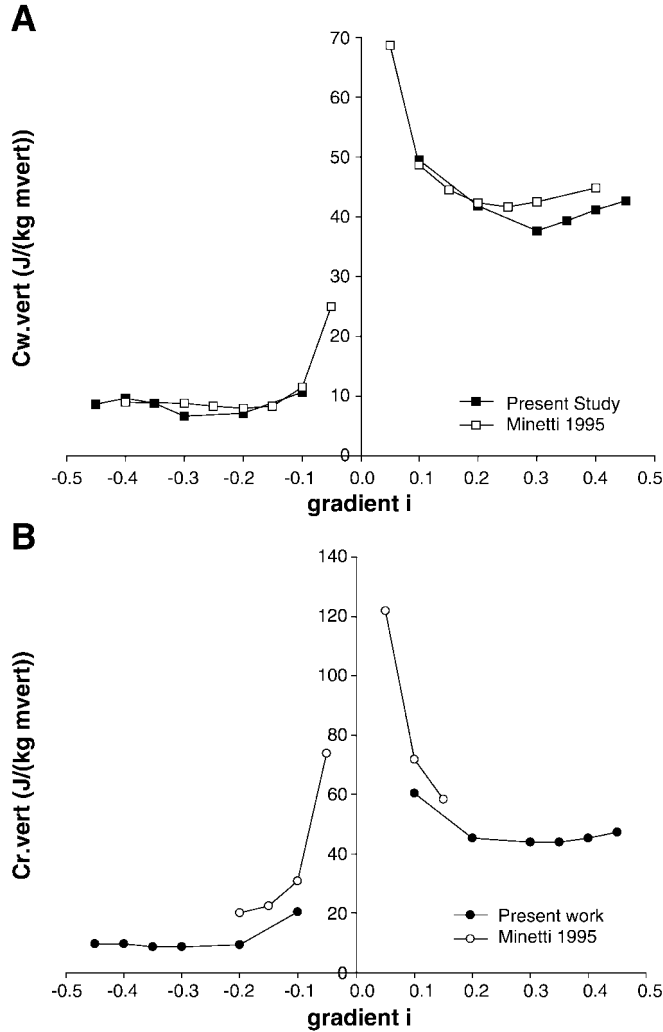 A
Cw.vert (J/(kg mvert))
70
60
50
40
30
20
10
0
Present Study
Minetti 1995
-0.5 -0.4 -0.3 -0.2 -0.1 0.0 0.1 0.2 0.3 0.4 0.5
gradient i
B
Cr.vert (J/(kg mvert))
140
120
100
80
60
40
20
0
Present work
Minetti 1995
-0.5 -0.4 -0.3 -0.2 -0.1 0.0 0.1 0.2 0.3 0.4 0.5
gradient i